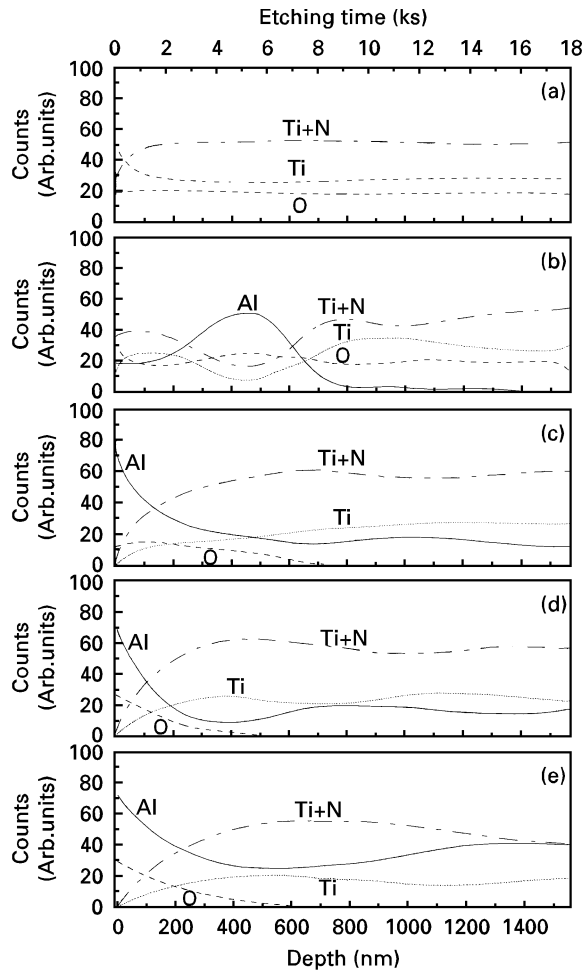 Etching time (ks)
0 2 4 6 8 10 12 14 16 18
Counts
(Arb.units)
100
80
60
40
20
0
(a)
Ti+N
Ti
O
Counts
(Arb.units)
100
80
60
40
20
0
(b)
Al
Ti+N
Ti
O
Counts
(Arb.units)
100
80
60
40
20
0
(c)
Al
Ti+N
Ti
O
Counts
(Arb.units)
100
80
60
40
20
0
(d)
Al
Ti+N
Ti
O
Counts
(Arb.units)
100
80
60
40
20
0
(e)
Al
Ti+N
Ti
O
0 200 400 600 800 1000 1200 1400
Depth (nm)